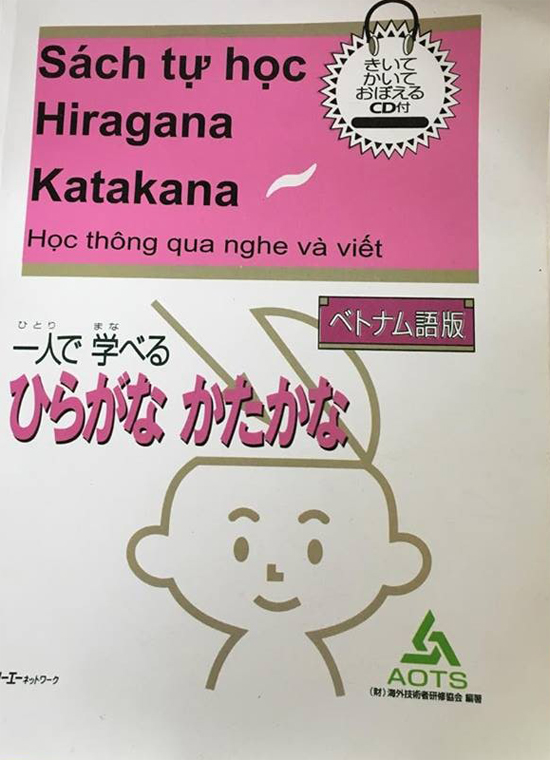 Sách tự học
Hiragana
Katakana
Học thông qua nghe và viết
きいて
かいて
おぼえる
CD付
ベトナム語版
ひとり まな
一人で 学べる
ひらがな かたかな
ーエーネットワーク
AOTS
(財)海外技術者研修協会 編著